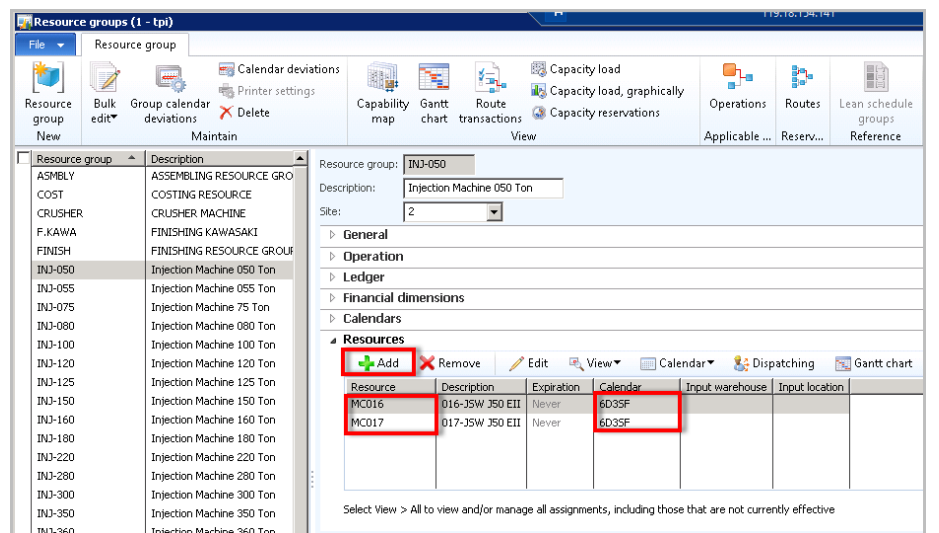 Resource groups (1 - tpi)
119.18.154.141
File
Resource group
Resource group
New
Bulk edit
Group calendar deviations
Calendar deviations
Printer settings
Delete
Maintain
Capability map
Gantt chart
Route transactions
Capacity load
Capacity load, graphically
Capacity reservations
View
Operations
Applicable ...
Routes
Reserv...
Lean schedule groups
Reference
Resource group Description
ASMBLY ASSEMBLING RESOURCE GRO
COST COSTING RESOURCE
CRUSHER CRUSHER MACHINE
F.KAWA FINISHING KAWASAKI
FINISH FINISHING RESOURCE GROUP
INJ-050 Injection Machine 050 Ton
INJ-055 Injection Machine 055 Ton
INJ-075 Injection Machine 75 Ton
INJ-080 Injection Machine 080 Ton
INJ-100 Injection Machine 100 Ton
INJ-120 Injection Machine 120 Ton
INJ-125 Injection Machine 125 Ton
INJ-150 Injection Machine 150 Ton
INJ-160 Injection Machine 160 Ton
INJ-180 Injection Machine 180 Ton
INJ-220 Injection Machine 220 Ton
INJ-280 Injection Machine 280 Ton
INJ-300 Injection Machine 300 Ton
INJ-350 Injection Machine 350 Ton
INJ-360 Injection Machine 360 Ton
Resource group: INJ-050
Description: Injection Machine 050 Ton
Site: 2
General
Operation
Ledger
Financial dimensions
Calendars
Resources
Add Remove Edit View Calendar Dispatching Gantt chart
Resource Description Expiration Calendar Input warehouse Input location
MC016 016-JSW J50 EII Never 6D3SF
MC017 017-JSW J50 EII Never 6D3SF
Select View > All to view and/or manage all assignments, including those that are not currently effective